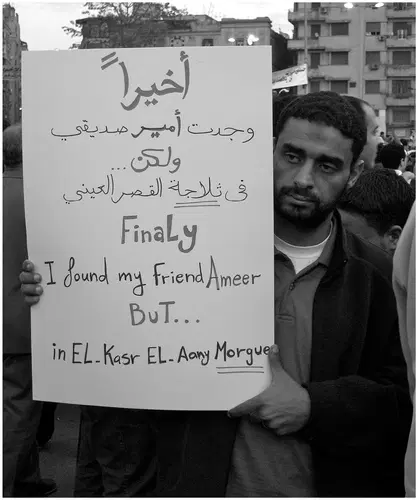 أخيراً
وجدت أمير صديقي
ولكن...
في ثلاجة القصر العيني
Finaly
I found my Friend Ameer
BuT...
in EL-Kasr EL-Aany Morgue